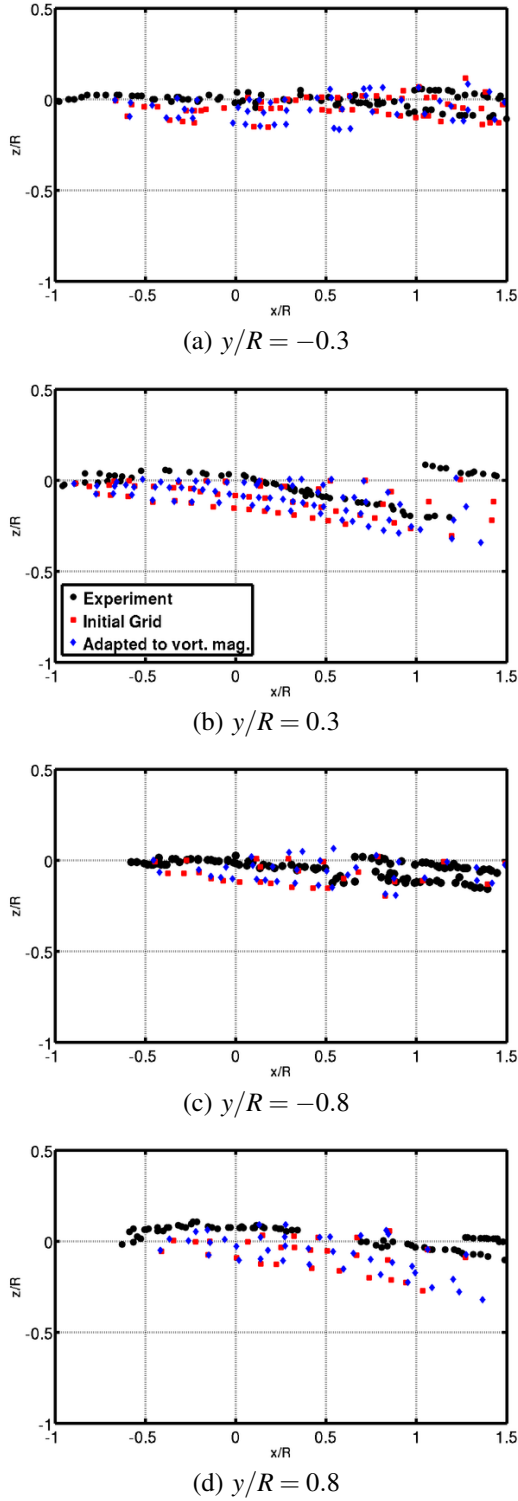 0.5
0
-0.5
-1
z/R
-1 -0.5 0 0.5 1 1.5
x/R
(a) y/R = −0.3
0.5
0
-0.5
-1
z/R
Experiment
Initial Grid
Adapted to vort. mag.
-1 -0.5 0 0.5 1 1.5
x/R
(b) y/R = 0.3
0.5
0
-0.5
-1
z/R
-1 -0.5 0 0.5 1 1.5
x/R
(c) y/R = −0.8
0.5
0
-0.5
-1
z/R
-1 -0.5 0 0.5 1 1.5
x/R
(d) y/R = 0.8